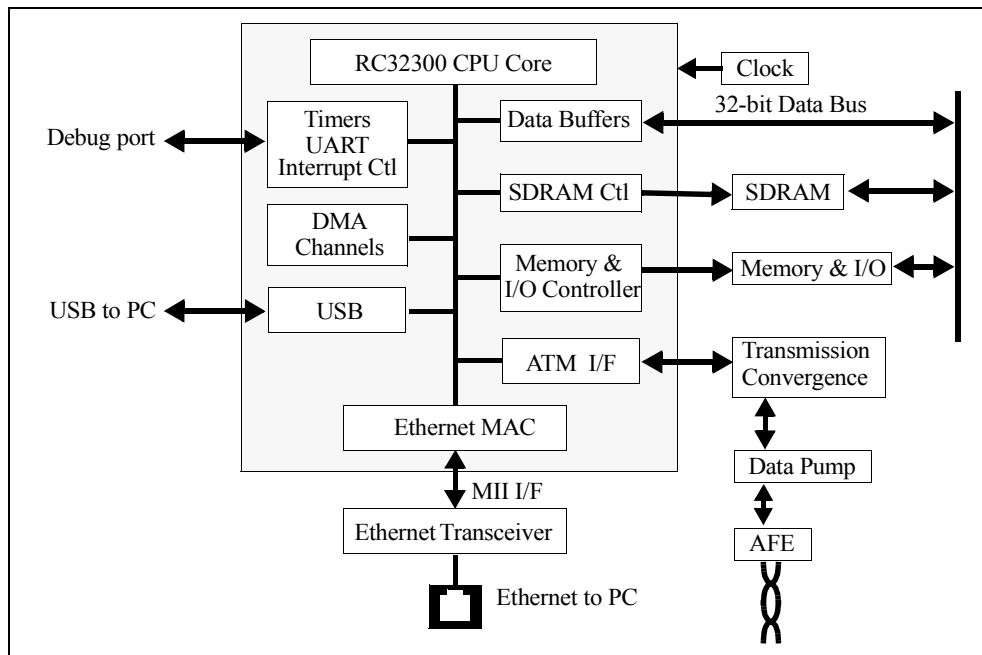 RC32300 CPU Core
Clock
32-bit Data Bus
Debug port
Timers
UART
Interrupt Ctl
Data Buffers
SDRAM Ctl
SDRAM
DMA
Channels
Memory &
I/O Controller
Memory & I/O
USB to PC
USB
ATM I/F
Transmission
Convergence
Ethernet MAC
MII I/F
Data Pump
Ethernet Transceiver
AFE
Ethernet to PC